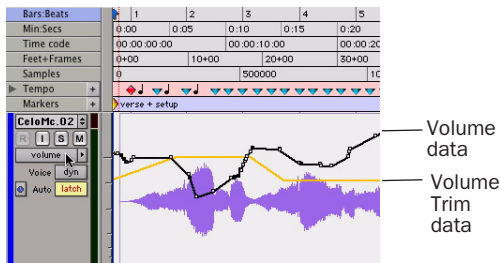 Bars:Beats 1 2 3 4 5
Min:Secs 0:00 0:05 0:10 0:15 0:20
Time code 00:00:00:00 00:00:10:00 00:00:20
Feet+Frames 0+00 10+00 20+00 30+00
Samples 0 500000 10
Tempo +
Markers + verse + setup
CeloMc.02
R I S M
volume
Voice dyn
Auto latch
Volume
data
Volume
Trim
data